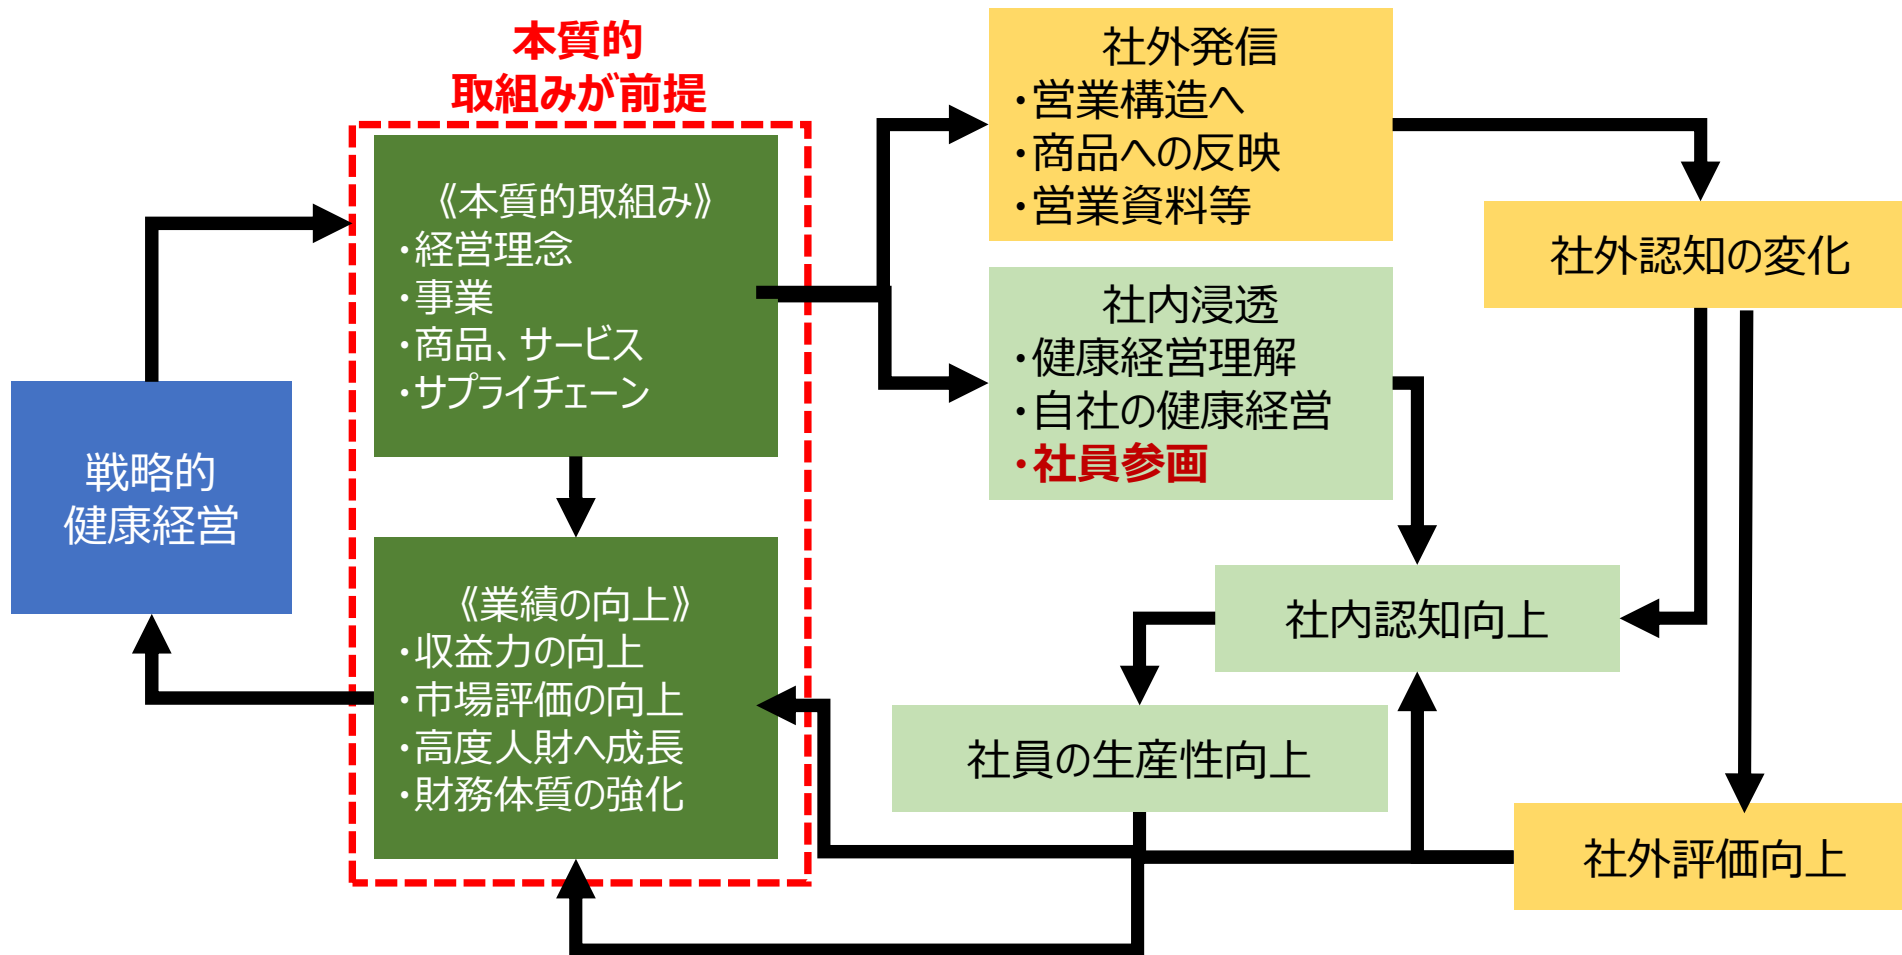 本質的
取組みが前提
《本質的取組み》
・経営理念
・事業
・商品、サービス
・サプライチェーン
戦略的
健康経営
《業績の向上》
・収益力の向上
・市場評価の向上
・高度人財へ成長
・財務体質の強化
社外発信
・営業構造へ
・商品への反映
・営業資料等
社内浸透
・健康経営理解
・自社の健康経営
・社員参画
社外認知の変化
社内認知向上
社員の生産性向上
社外評価向上